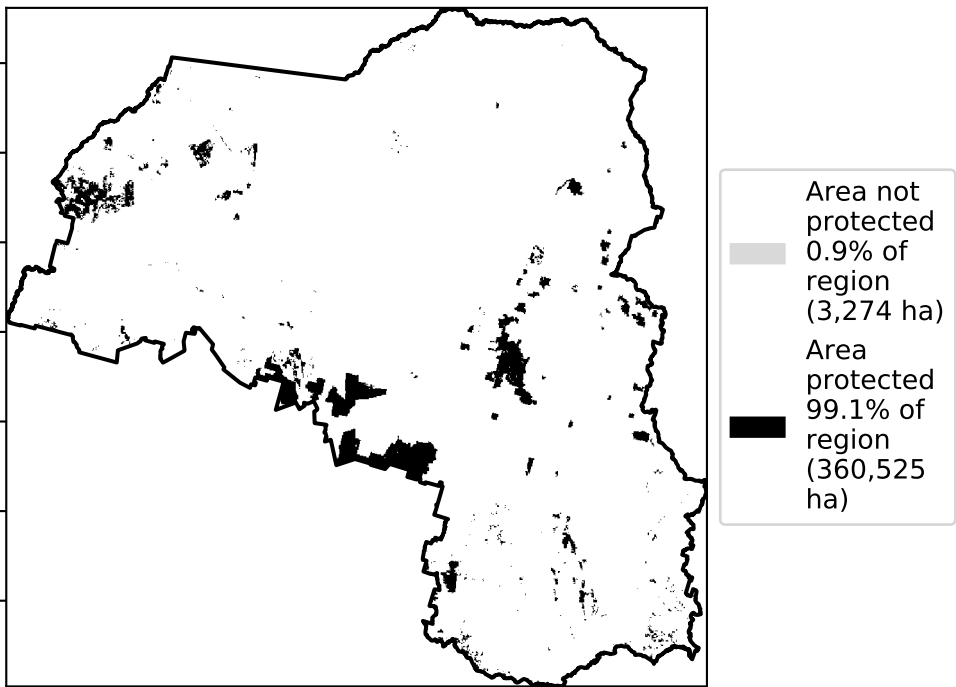 Area not
protected
0.9% of
region
(3,274 ha)
Area
protected
99.1% of
region
(360,525
ha)